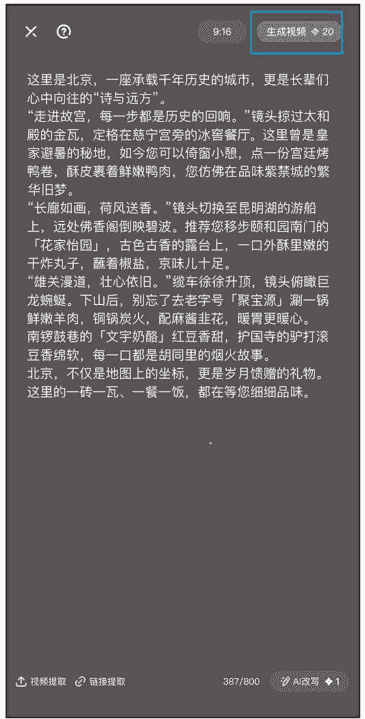 9:16
生成视频 20
这里是北京，一座承载千年历史的城市，更是长辈们
心中向往的“诗与远方”。
“走进故宫，每一步都是历史的回响。”镜头掠过太和
殿的金瓦，定格在慈宁宫旁的冰窖餐厅。这里曾是皇
家避暑的秘地，如今您可以倚窗小憩，点一份宫廷烤
鸭卷，酥皮裹着鲜嫩鸭肉，您仿佛在品味紫禁城的繁
华旧梦。
“长廊如画，荷风送香。”镜头切换至昆明湖的游船
上，远处佛香阁倒映碧波。推荐您移步颐和园南门的
「花家怡园」，古色古香的露台上，一口外酥里嫩的
干炸丸子，蘸着椒盐，京味儿十足。
“雄关漫道，壮心依旧。”缆车徐徐升顶，镜头俯瞰巨
龙蜿蜒。下山后，别忘了去老字号「聚宝源」涮一锅
鲜嫩羊肉，铜锅炭火，配麻酱韭花，暖胃更暖心。
南锣鼓巷的「文宇奶酪」红豆香甜，护国寺的驴打滚
豆香绵软，每一口都是胡同里的烟火故事。
北京，不仅是地图上的坐标，更是岁月馈赠的礼物。
这里的一砖一瓦、一餐一饭，都在等您细细品味。
视频提取 链接提取 387/800 AI改写 1